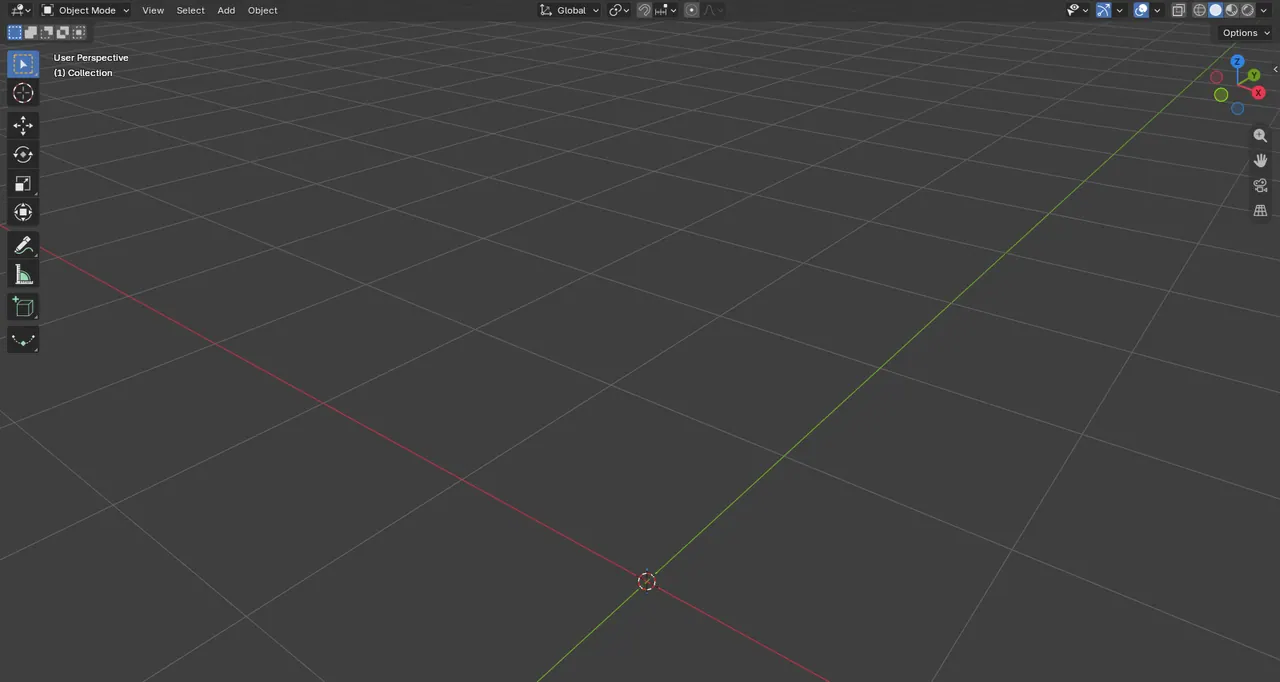 Object Mode View Select Add Object Global
Options
User Perspective
(1) Collection
Z
Y
X